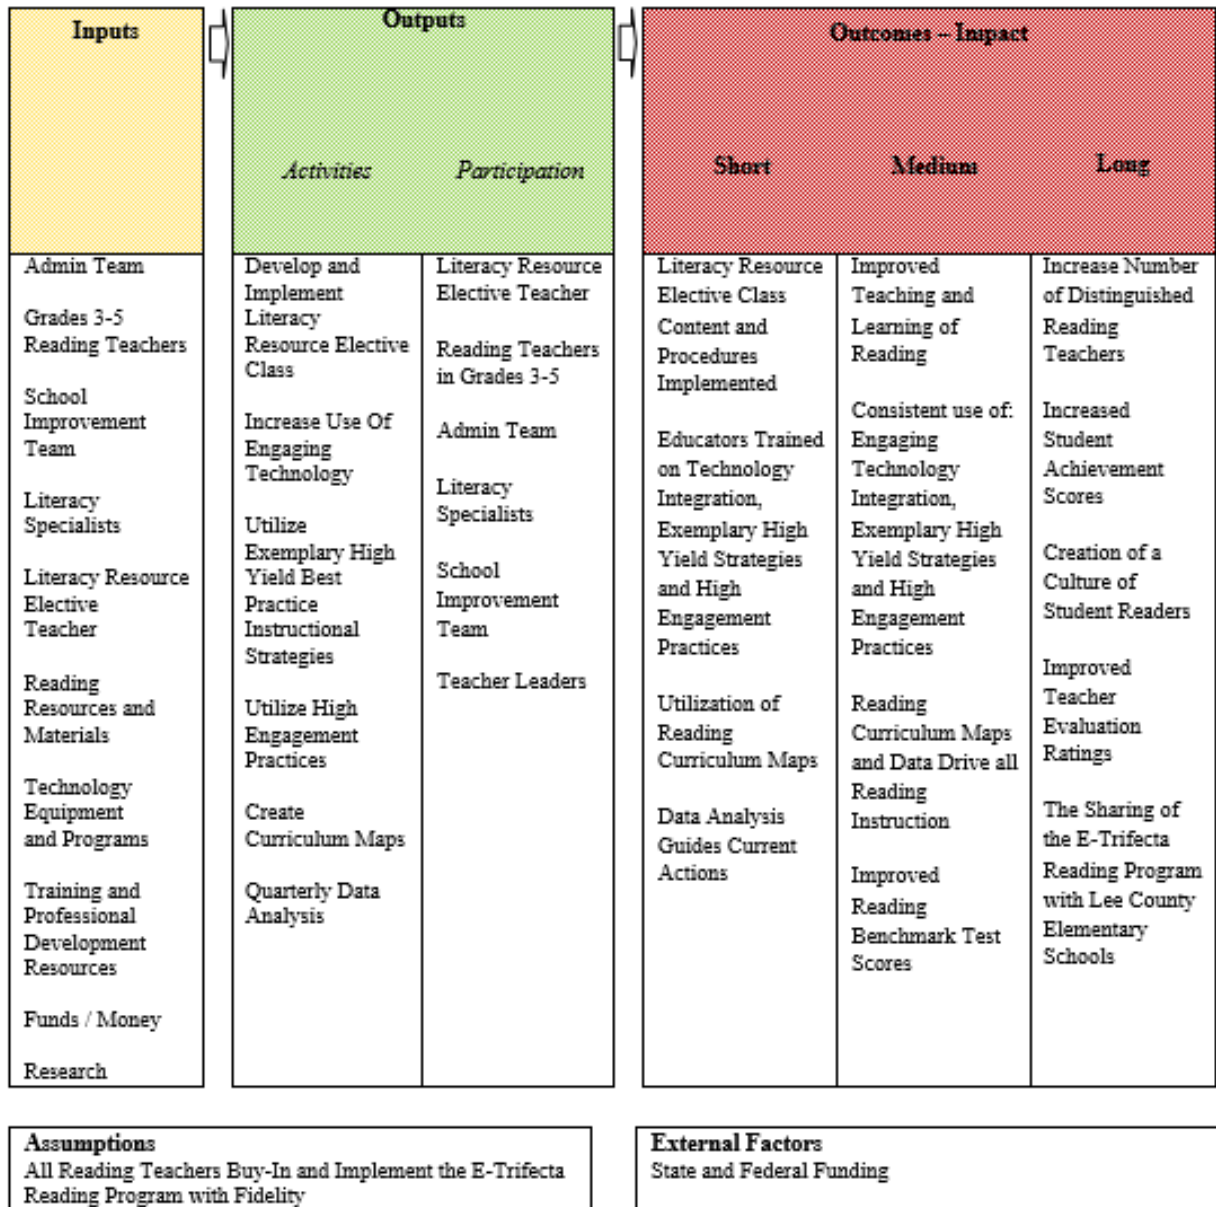 Inputs
Outputs
Activities
Participation
Outcomes – Impact
Short
Medium
Long
Admin Team
Grades 3-5
Reading Teachers
School
Improvement
Team
Literacy
Specialists
Literacy Resource
Elective
Teacher
Reading
Resources and
Materials
Technology
Equipment
and Programs
Training and
Professional
Development
Resources
Funds / Money
Research
Develop and
Implement
Literacy
Resource Elective
Class
Increase Use Of
Engaging
Technology
Utilize
Exemplary High
Yield Best
Practice
Instructional
Strategies
Utilize High
Engagement
Practices
Create
Curriculum Maps
Quarterly Data
Analysis
Literacy Resource
Elective Teacher
Reading Teachers
in Grades 3-5
Admin Team
Literacy
Specialists
School
Improvement
Team
Teacher Leaders
Literacy Resource
Elective Class
Content and
Procedures
Implemented
Educators Trained
on Technology
Integration,
Exemplary High
Yield Strategies
and High
Engagement
Practices
Utilization of
Reading
Curriculum Maps
Data Analysis
Guides Current
Actions
Improved
Teaching and
Learning of
Reading
Consistent use of:
Engaging
Technology
Integration,
Exemplary High
Yield Strategies
and High
Engagement
Practices
Reading
Curriculum Maps
and Data Drive all
Reading
Instruction
Improved
Reading
Benchmark Test
Scores
Increase Number
of Distinguished
Reading
Teachers
Increased
Student
Achievement
Scores
Creation of a
Culture of
Student Readers
Improved
Teacher
Evaluation
Ratings
The Sharing of
the E-Trifecta
Reading Program
with Lee County
Elementary
Schools
Assumptions
All Reading Teachers Buy-In and Implement the E-Trifecta
Reading Program with Fidelity
External Factors
State and Federal Funding